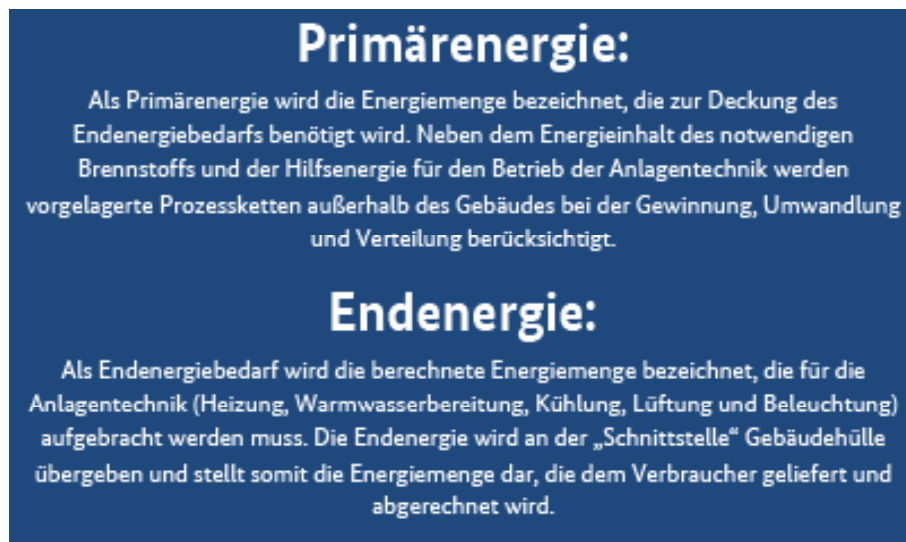 Primärenergie:
Als Primärenergie wird die Energiemenge bezeichnet, die zur Deckung des
Endenergiebedarfs benötigt wird. Neben dem Energieinhalt des notwendigen
Brennstoffs und der Hilfsenergie für den Betrieb der Anlagentechnik werden
vorgelagerte Prozessketten außerhalb des Gebäudes bei der Gewinnung, Umwandlung
und Verteilung berücksichtigt.
Endenergie:
Als Endenergiebedarf wird die berechnete Energiemenge bezeichnet, die für die
Anlagentechnik (Heizung, Warmwasserbereitung, Kühlung, Lüftung und Beleuchtung)
aufgebracht werden muss. Die Endenergie wird an der „Schnittstelle“ Gebäudehülle
übergeben und stellt somit die Energiemenge dar, die dem Verbraucher geliefert und
abgerechnet wird.